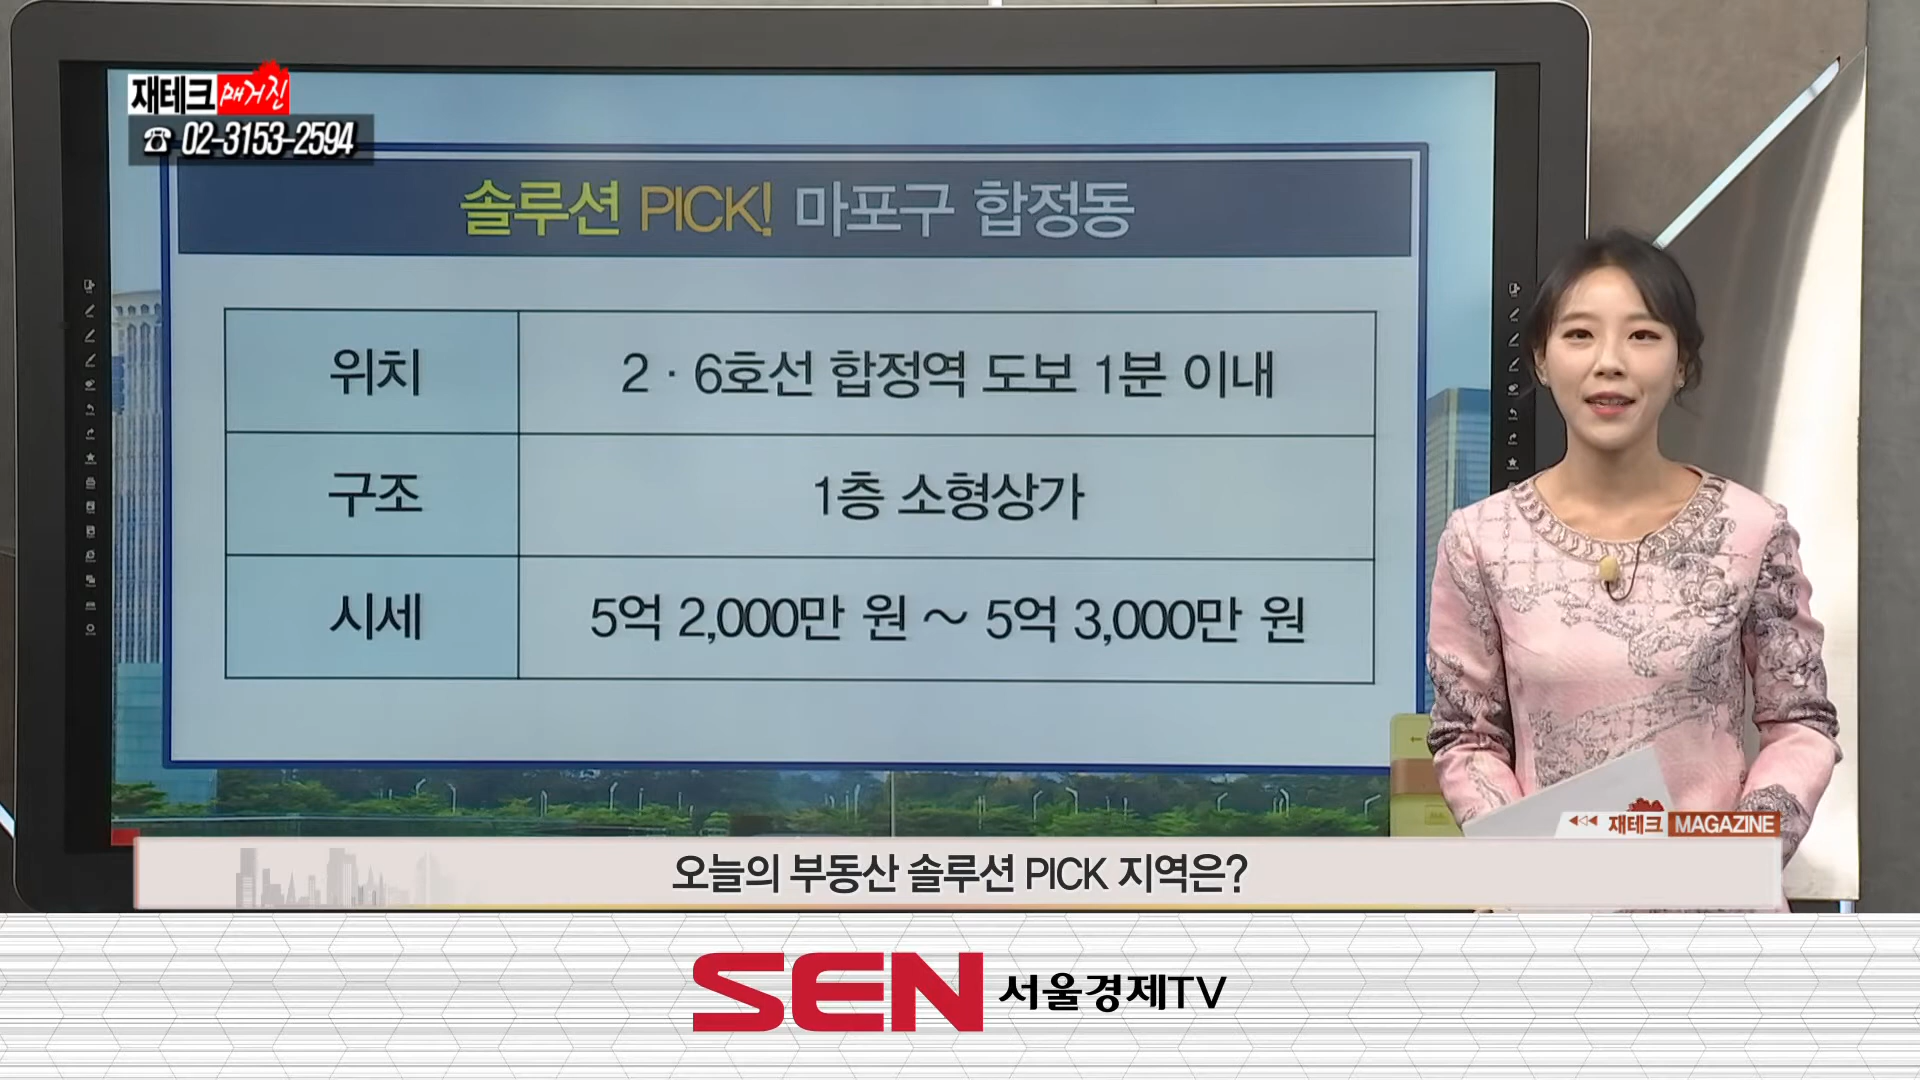 재테크 매거진
☎ 02-3153-2594
솔루션 PICK! 마포구 합정동
위치 2 · 6호선 합정역 도보 1분 이내
구조 1층 소형상가
시세 5억 2,000만 원 ~ 5억 3,000만 원
재테크 MAGAZINE
오늘의 부동산 솔루션 PICK 지역은?
SEN 서울경제TV